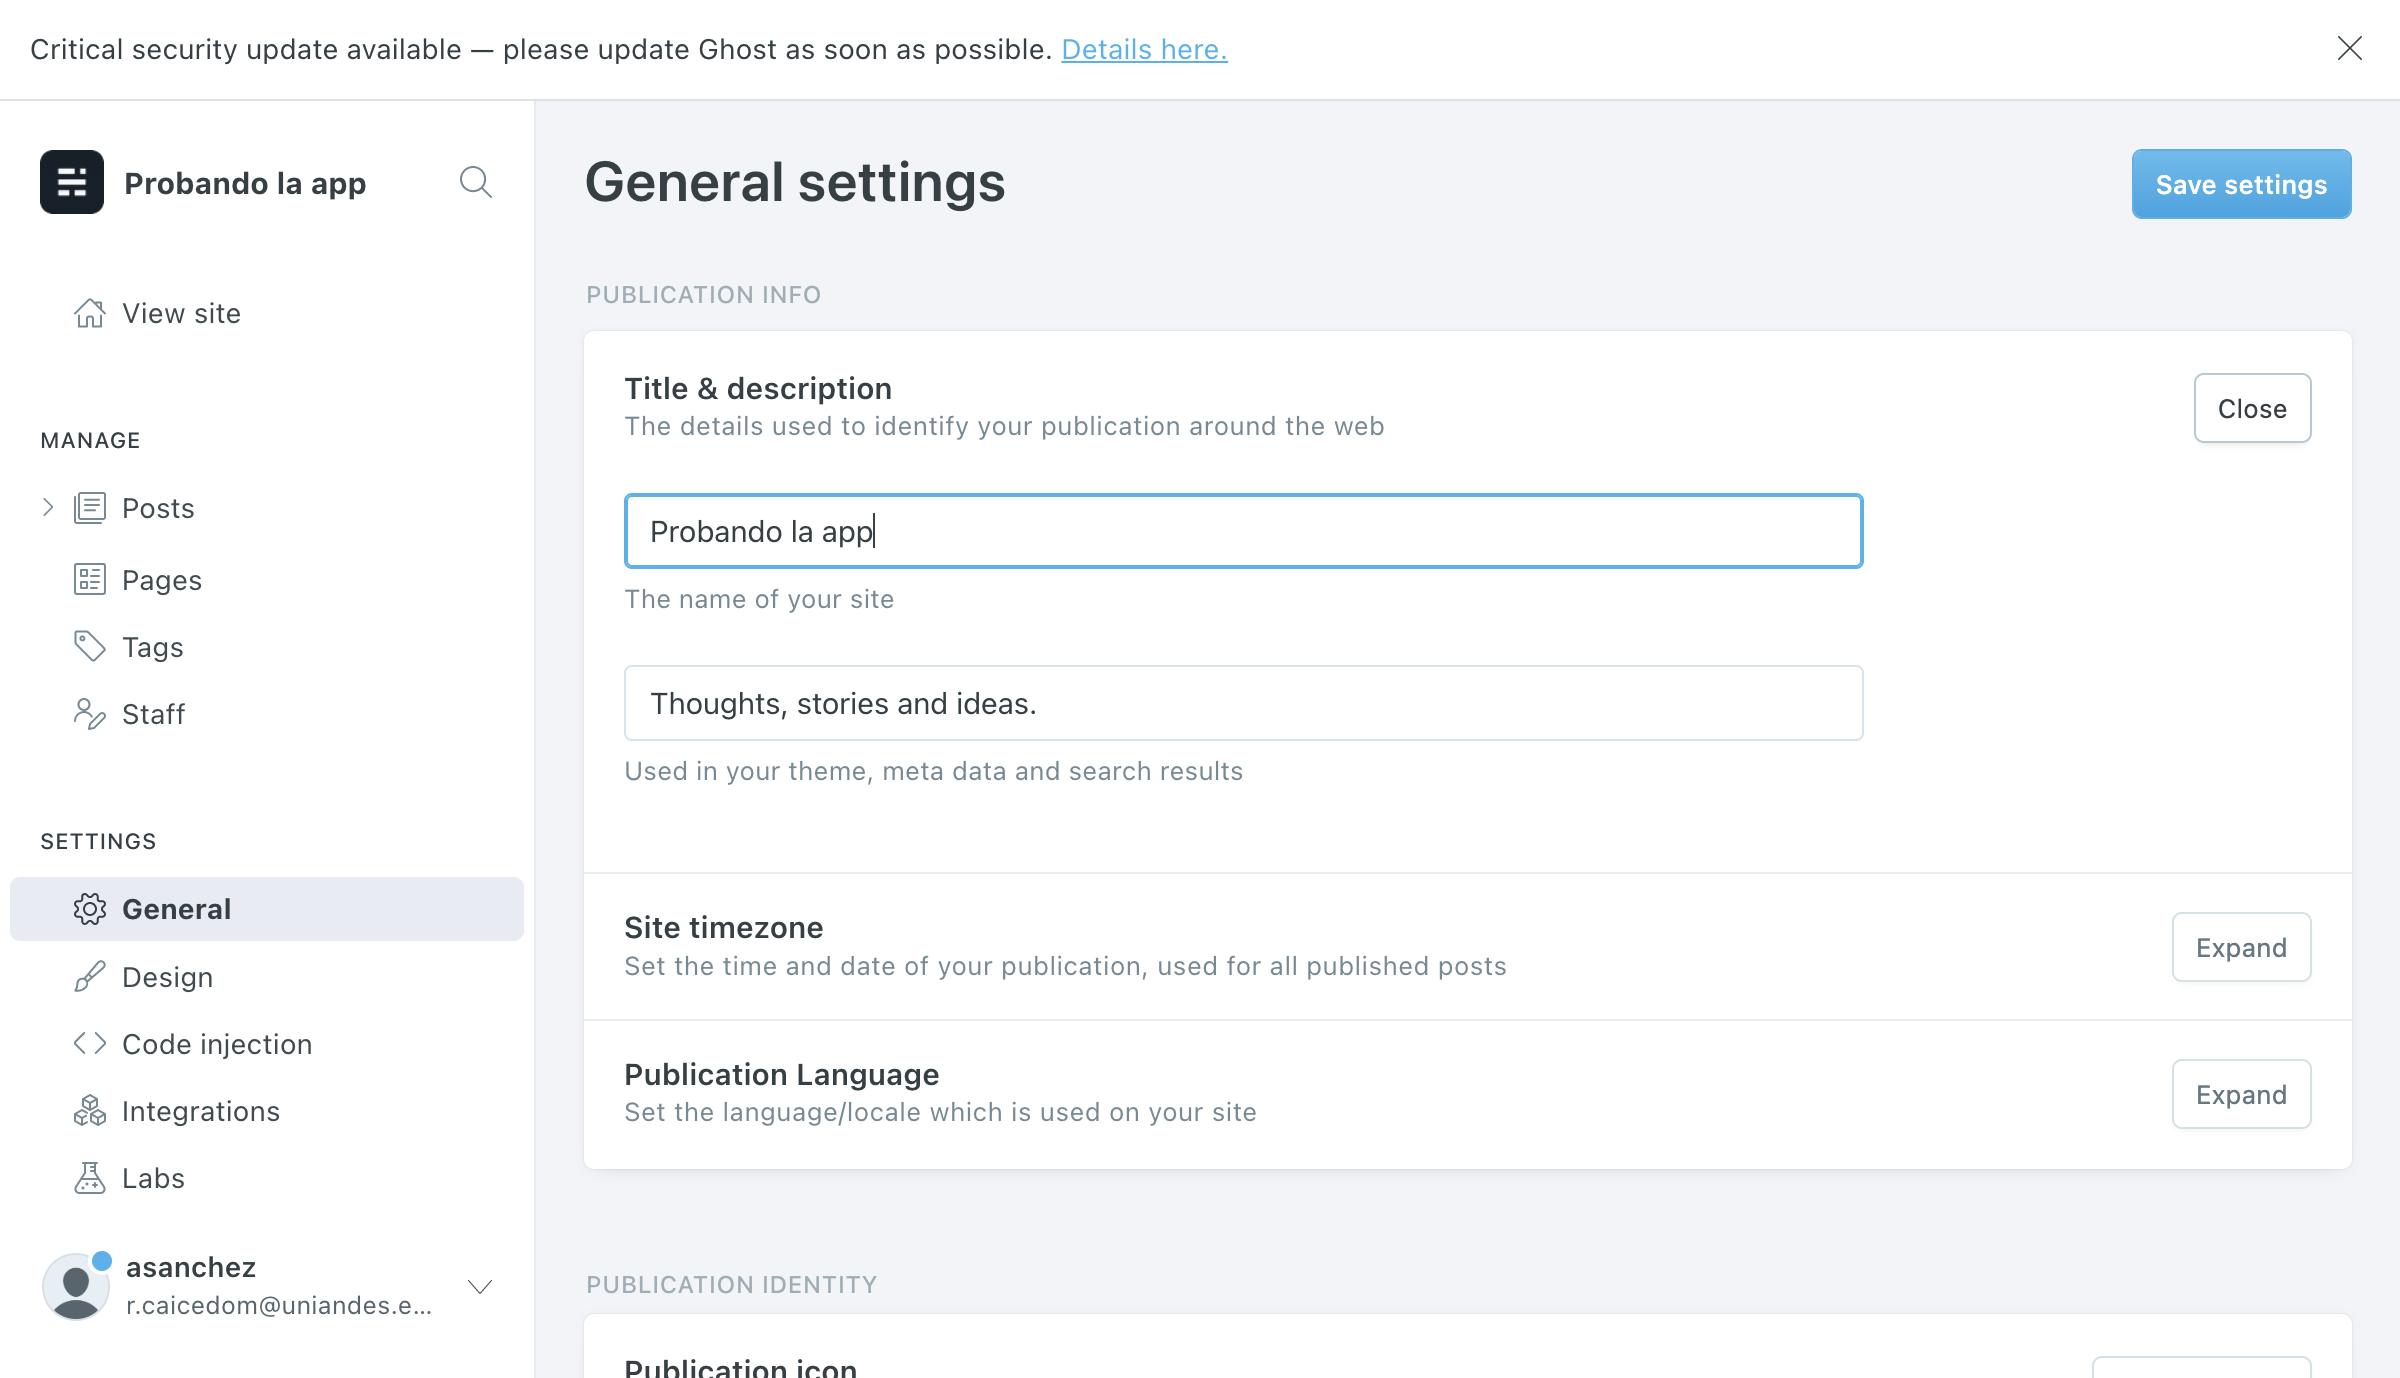 Critical security update available — please update Ghost as soon as possible. Details here.
Probando la app
View site
MANAGE
Posts
Pages
Tags
Staff
SETTINGS
General
Design
Code injection
Integrations
Labs
asanchez
r.caicedom@uniandes.e...
General settings
Save settings
PUBLICATION INFO
Title & description
The details used to identify your publication around the web
Close
Probando la app
The name of your site
Thoughts, stories and ideas.
Used in your theme, meta data and search results
Site timezone
Set the time and date of your publication, used for all published posts
Expand
Publication Language
Set the language/locale which is used on your site
Expand
PUBLICATION IDENTITY
Publication icon